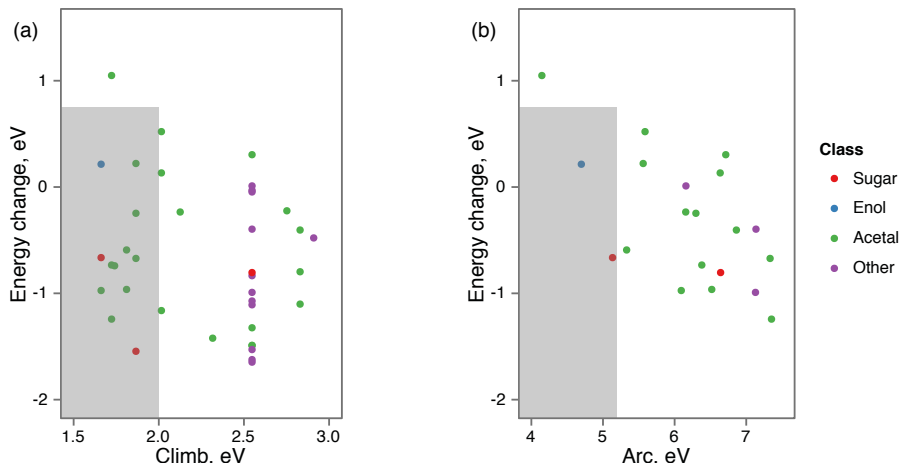 (a)
Energy change, eV
1
0
-1
-2
1.5 2.0 2.5 3.0
Climb, eV
(b)
Energy change, eV
1
0
-1
-2
4 5 6 7
Arc, eV
Class
Sugar
Enol
Acetal
Other